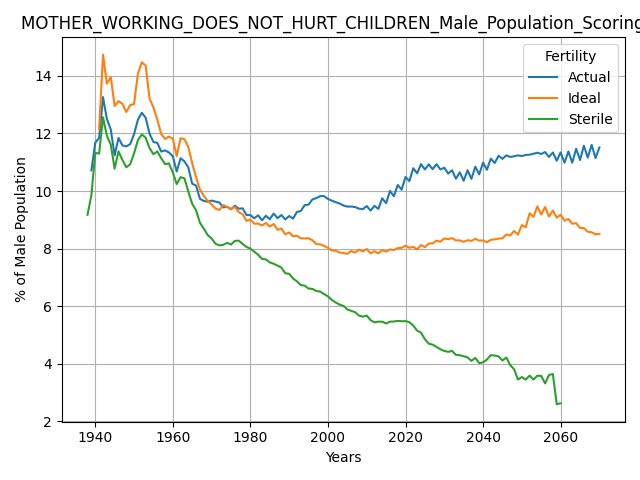 MOTHER_WORKING_DOES_NOT_HURT_CHILDREN_Male_Population_Scoring
Fertility
Actual
Ideal
Sterile
% of Male Population
14
12
10
8
6
4
2
1940 1960 1980 2000 2020 2040 2060
Years